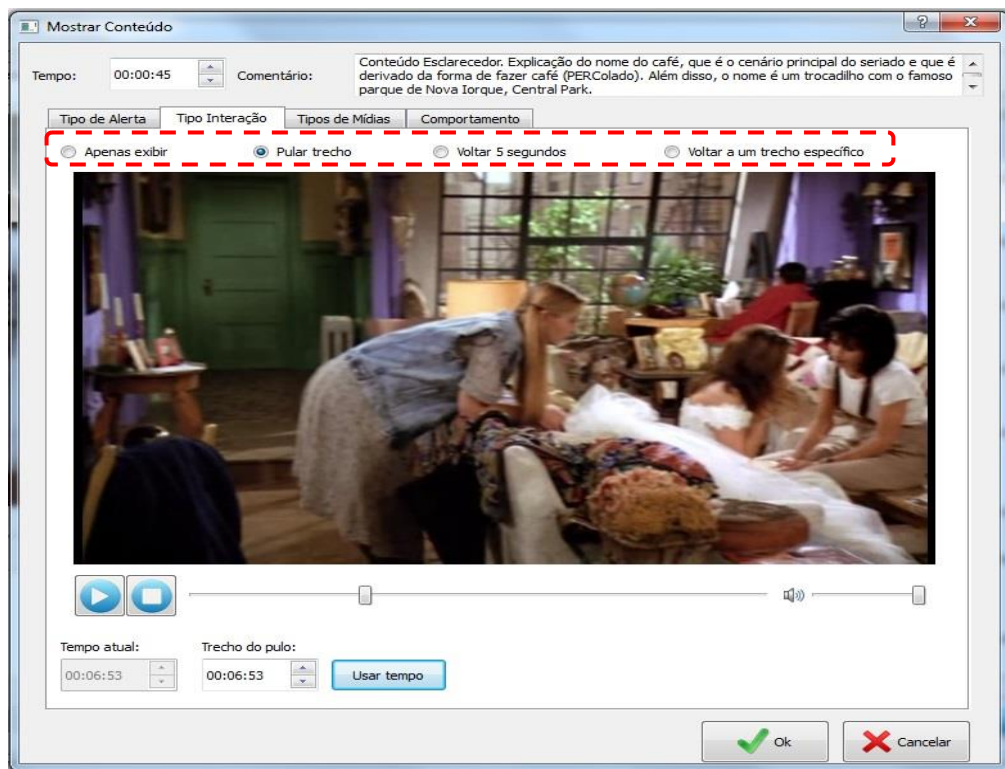 Mostrar Conteúdo
Tempo: 00:00:45 Comentário:
Conteúdo Esclarecedor. Explicação do nome do café, que é o cenário principal do seriado e que é
derivado da forma de fazer café (PERColado). Além disso, o nome é um trocadilho com o famoso
parque de Nova Iorque, Central Park.
Tipo de Alerta Tipo Interação Tipos de Mídias Comportamento
Apenas exibir Pular trecho Voltar 5 segundos Voltar a um trecho específico
Tempo atual: Trecho do pulo:
00:06:53 00:06:53 Usar tempo
Ok Cancelar